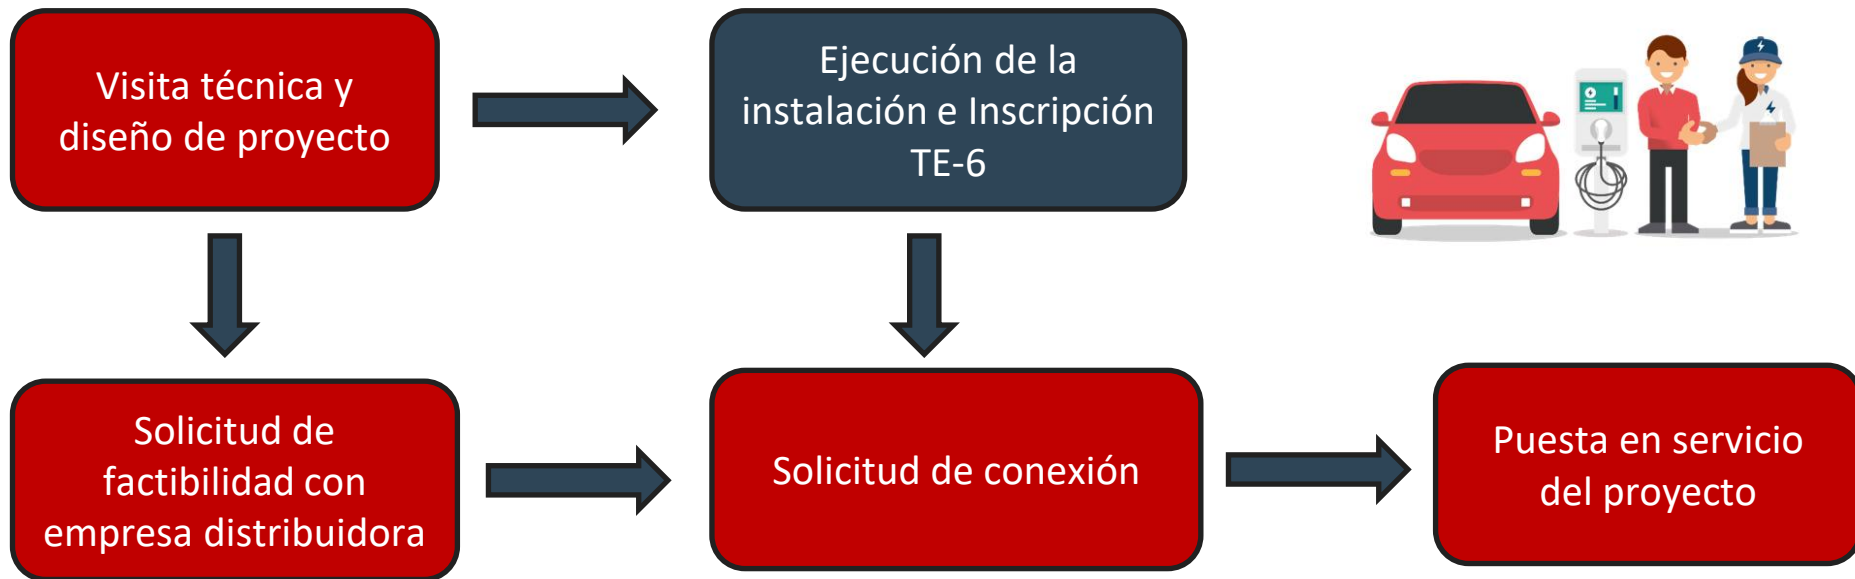 Visita técnica y
diseño de proyecto
Ejecución de la
instalación e Inscripción
TE-6
Solicitud de
factibilidad con
empresa distribuidora
Solicitud de conexión
Puesta en servicio
del proyecto